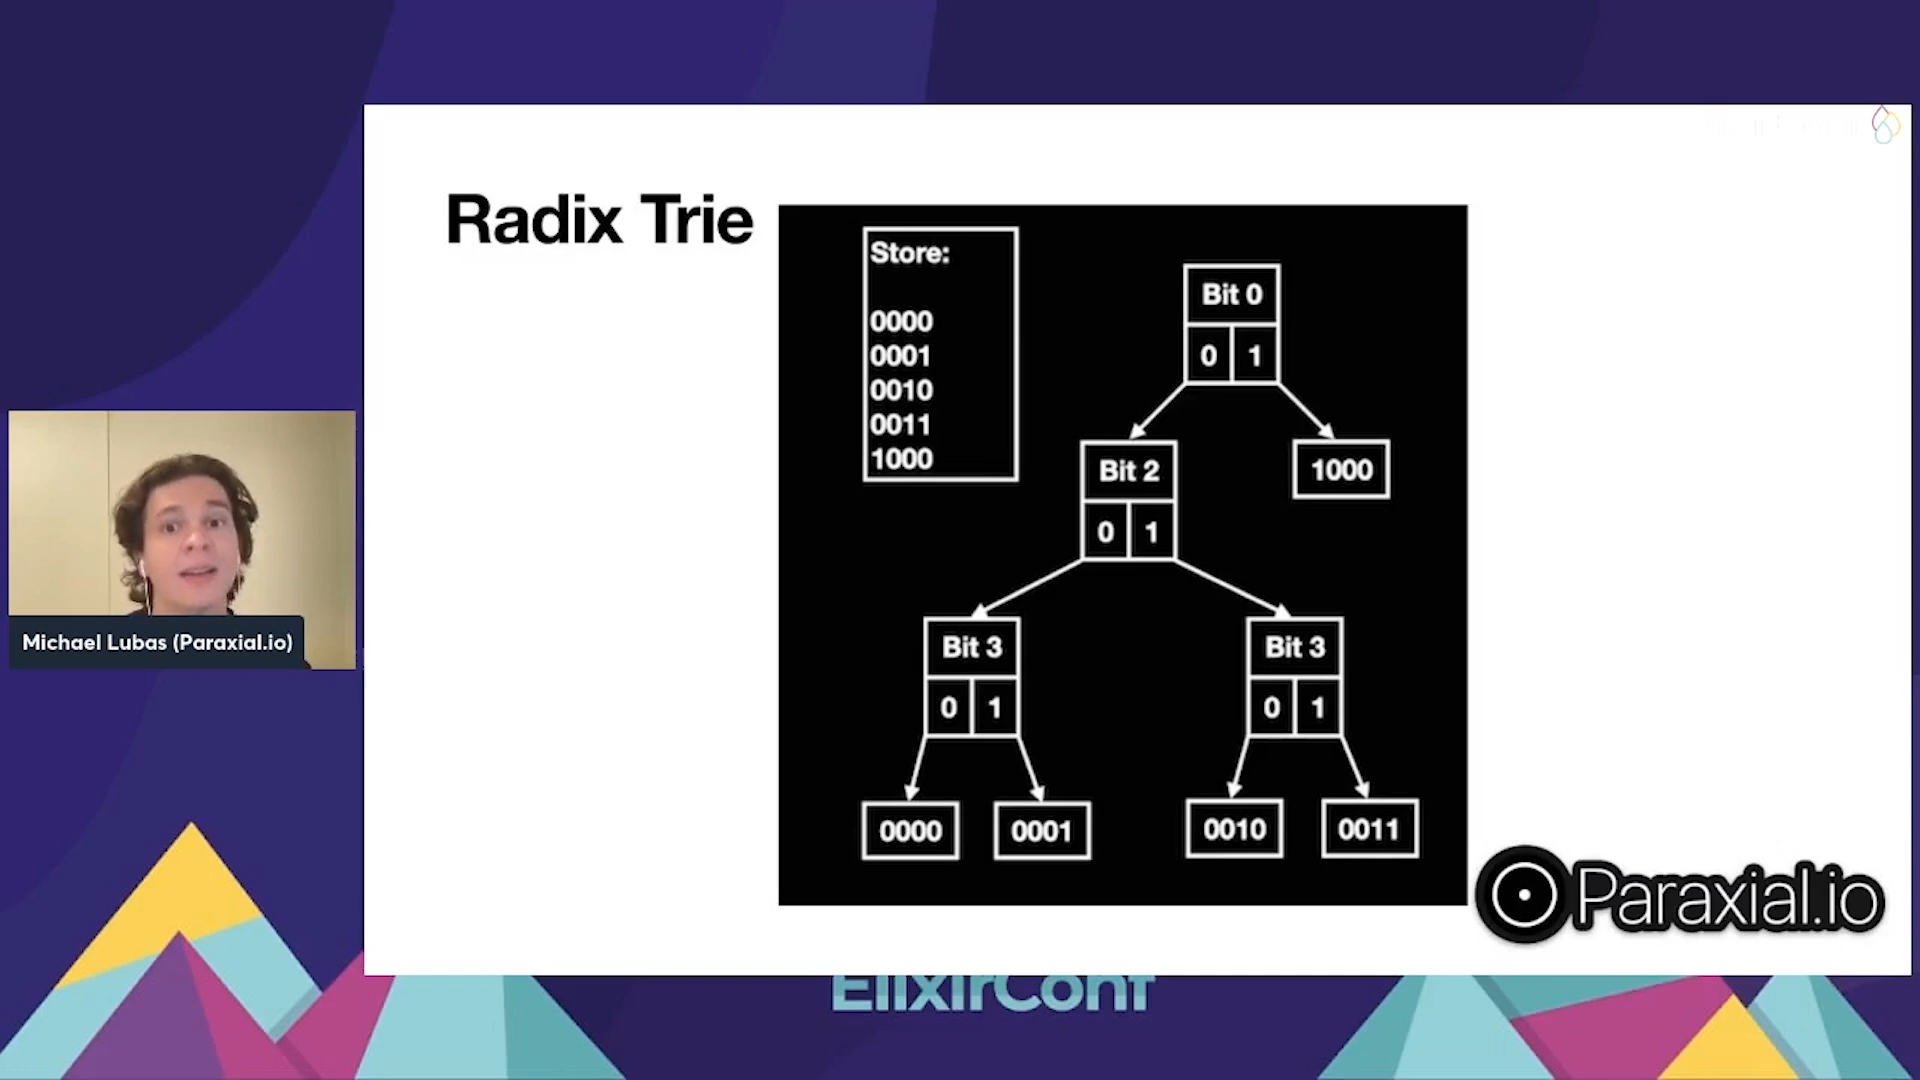 Radix Trie
Store:
0000
0001
0010
0011
1000
Bit 0
0 1
Bit 2
0 1
1000
Bit 3
0 1
Bit 3
0 1
0000
0001
0010
0011
Michael Lubas (Paraxial.io)
Paraxial.io
ElixirConf